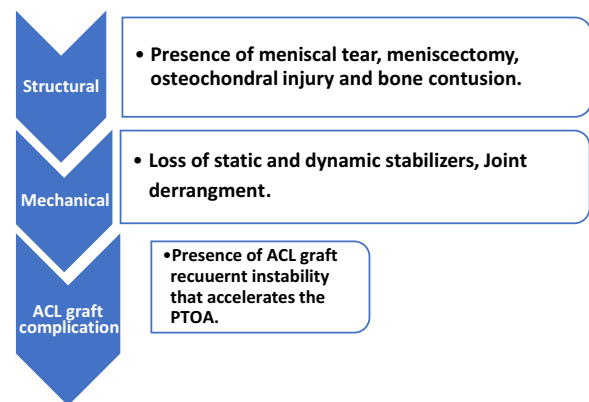 Structural
• Presence of meniscal tear, meniscectomy,
osteochondral injury and bone contusion.
Mechanical
• Loss of static and dynamic stabilizers, Joint
derrangment.
ACL graft
complication
•Presence of ACL graft
recuuernt instability
that accelerates the
PTOA.